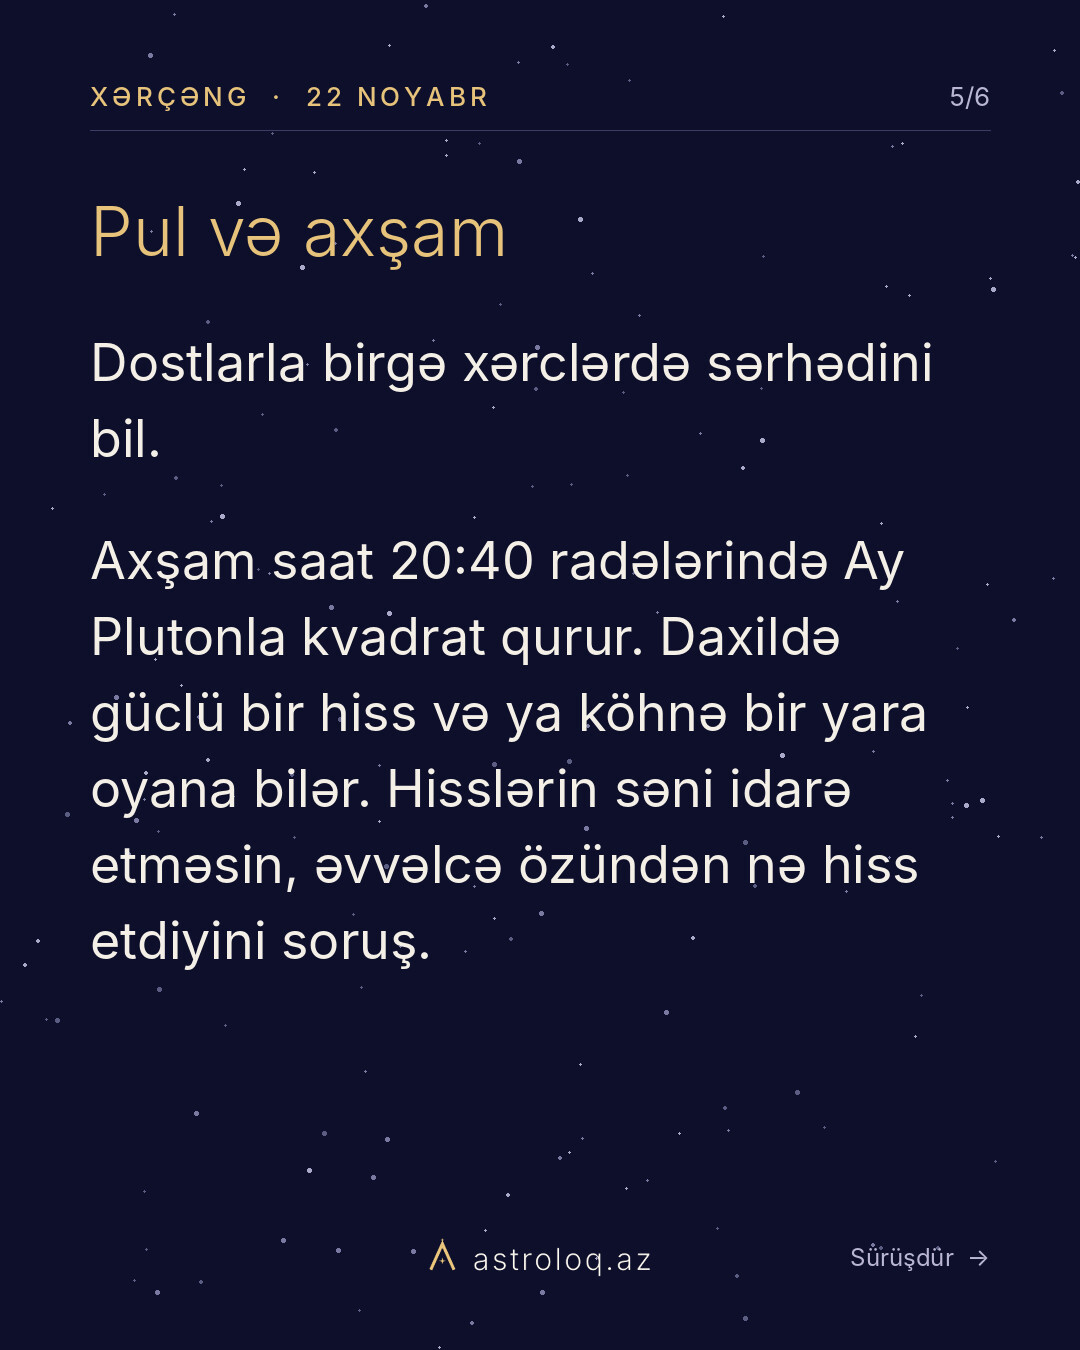 XƏRÇƏNG · 22 NOYABR
5/6
Pul və axşam
Dostlarla birgə xərclərdə sərhədini
bil.
Axşam saat 20:40 radələrində Ay
Plutonla kvadrat qurur. Daxildə
güclü bir hiss və ya köhnə bir yara
oyana bilər. Hisslərin səni idarə
etməsin, əvvəlcə özündən nə hiss
etdiyini soruş.
astroloq.az
Sürüşdür →